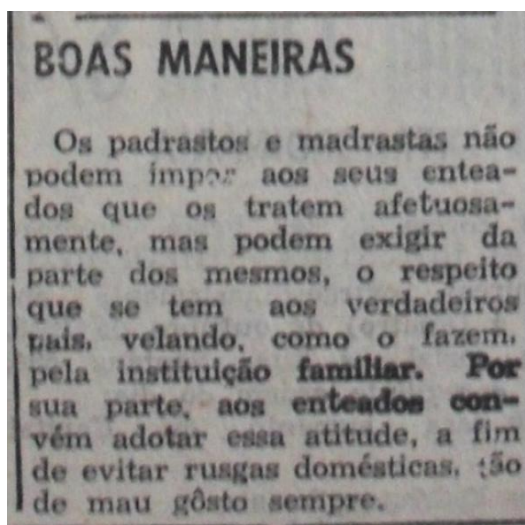 BOAS MANEIRAS
Os padrastos e madrastas não
podem impor aos seus entea-
dos que os tratem afetuosa-
mente, mas podem exigir da
parte dos mesmos, o respeito
que se tem aos verdadeiros
pais, velando, como o fazem,
pela instituição familiar. Por
sua parte, aos enteados con-
vém adotar essa atitude, a fim
de evitar rusgas domésticas, tão
de mau gôsto sempre.